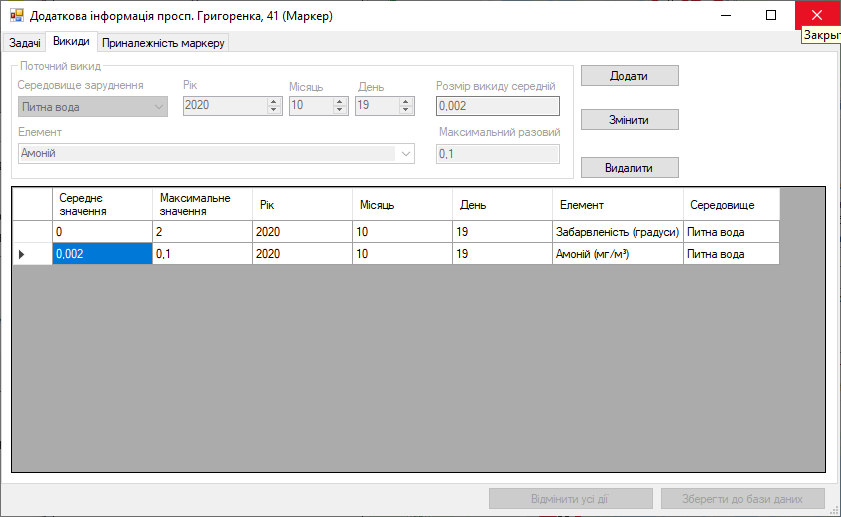 Додаткова інформація просп. Григоренка, 41 (Маркер)
Закрыт
Задачі Викиди Приналежність маркеру
Поточний викид
Середовище заруднення Рік Місяць День Розмір викиду середній
Питна вода 2020 10 19 0,002
Елемент Максимальний разовий
Амоній 0,1
Додати
Змінити
Видалити
Середнє значення Максимальне значення Рік Місяць День Елемент Середовище
0 2 2020 10 19 Забарвленість (градуси) Питна вода
0,002 0,1 2020 10 19 Амоній (мг/м³) Питна вода
Відмінити усі дії Зберегти до бази даних